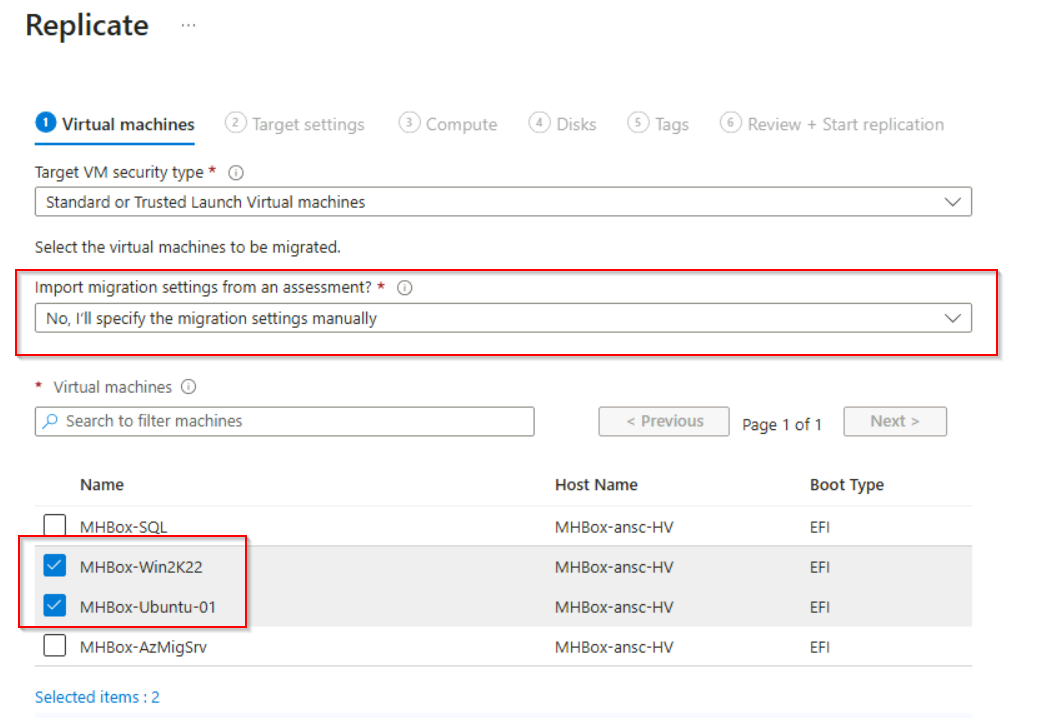 Replicate ...
1 Virtual machines 2 Target settings 3 Compute 4 Disks 5 Tags 6 Review + Start replication
Target VM security type *
Standard or Trusted Launch Virtual machines
Select the virtual machines to be migrated.
Import migration settings from an assessment? *
No, I'll specify the migration settings manually
* Virtual machines
Search to filter machines < Previous Page 1 of 1 Next >
Name Host Name Boot Type
MHBox-SQL MHBox-ansc-HV EFI
MHBox-Win2K22 MHBox-ansc-HV EFI
MHBox-Ubuntu-01 MHBox-ansc-HV EFI
MHBox-AzMigSrv MHBox-ansc-HV EFI
Selected items : 2